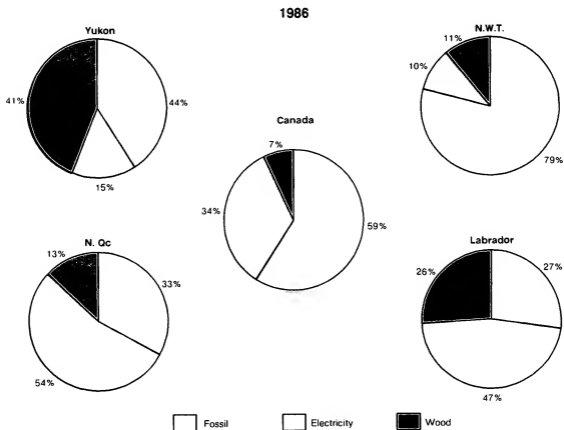 1986
Yukon
41%
44%
15%
N.W.T.
11%
10%
79%
Canada
7%
34%
59%
N. Qc
13%
33%
54%
Labrador
26%
27%
47%
Fossil
Electricity
Wood